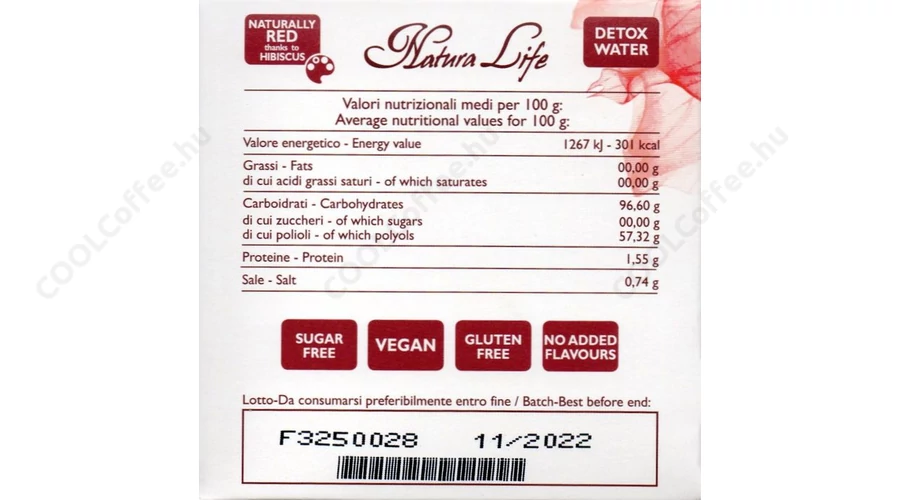 NATURALLY
RED
thanks to
HIBISCUS
Natura Life
DETOX
WATER
Valori nutrizionali medi per 100 g:
Average nutritional values for 100 g:
Valore energetico - Energy value 1267 kJ - 301 kcal
Grassi - Fats 00,00 g
di cui acidi grassi saturi - of which saturates 00,00 g
Carboidrati - Carbohydrates 96,60 g
di cui zuccheri - of which sugars 00,00 g
di cui polioli - of which polyols 57,32 g
Proteine - Protein 1,55 g
Sale - Salt 0,74 g
SUGAR
FREE
VEGAN
GLUTEN
FREE
NO ADDED
FLAVOURS
Lotto-Da consumarsi preferibilmente entro fine / Batch-Best before end:
F3250028 11/2022
COOLCoffee.hu
COOLCoffee.hu
COOLCoffee.hu